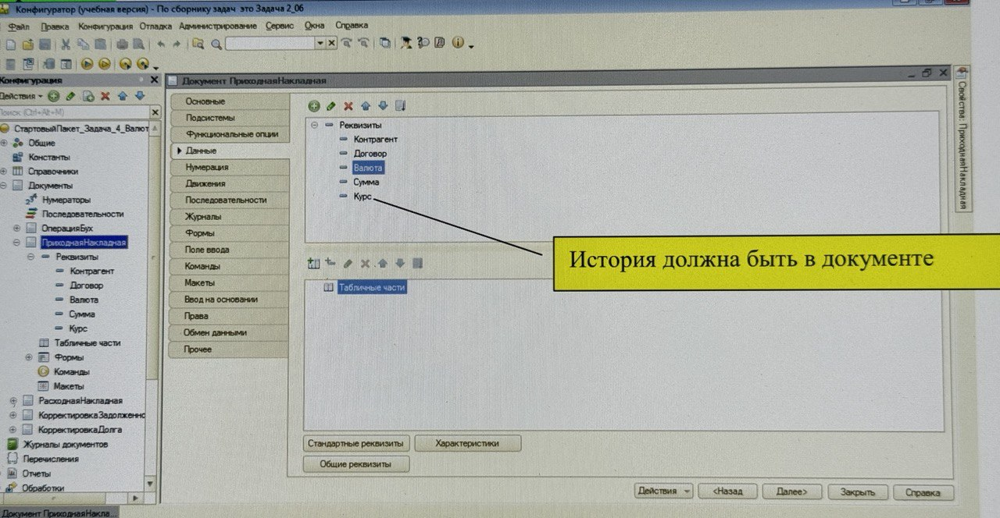 Конфигуратор (учебная версия) - По сборнику задач это Задача 2_06
Файл Правка Конфигурация Отладка Администрирование Сервис Окна Справка
Конфигурация
Действия
Поиск (Ctrl+Alt+M)
СтартовыйПакет_Задача_4_Валют
Общие
Константы
Справочники
Документы
Нумераторы
Последовательности
ОперацияБух
ПриходнаяНакладная
Реквизиты
Контрагент
Договор
Валюта
Сумма
Курс
Табличные части
Формы
Команды
Макеты
РасходнаяНакладная
КорректировкаЗадолженно
КорректировкаДолга
Журналы документов
Перечисления
Отчеты
Обработки
Документ ПриходнаяНакла...
Документ ПриходнаяНакладная
Основные
Подсистемы
Функциональные опции
Данные
Нумерация
Движения
Последовательности
Журналы
Формы
Поле ввода
Команды
Макеты
Ввод на основании
Права
Обмен данными
Прочее
Реквизиты
Контрагент
Договор
Валюта
Сумма
Курс
История должна быть в документе
Табличные части
Стандартные реквизиты Характеристики
Общие реквизиты
Действия <Назад Далее> Закрыть Справка
Свойства: ПриходнаяНакладная